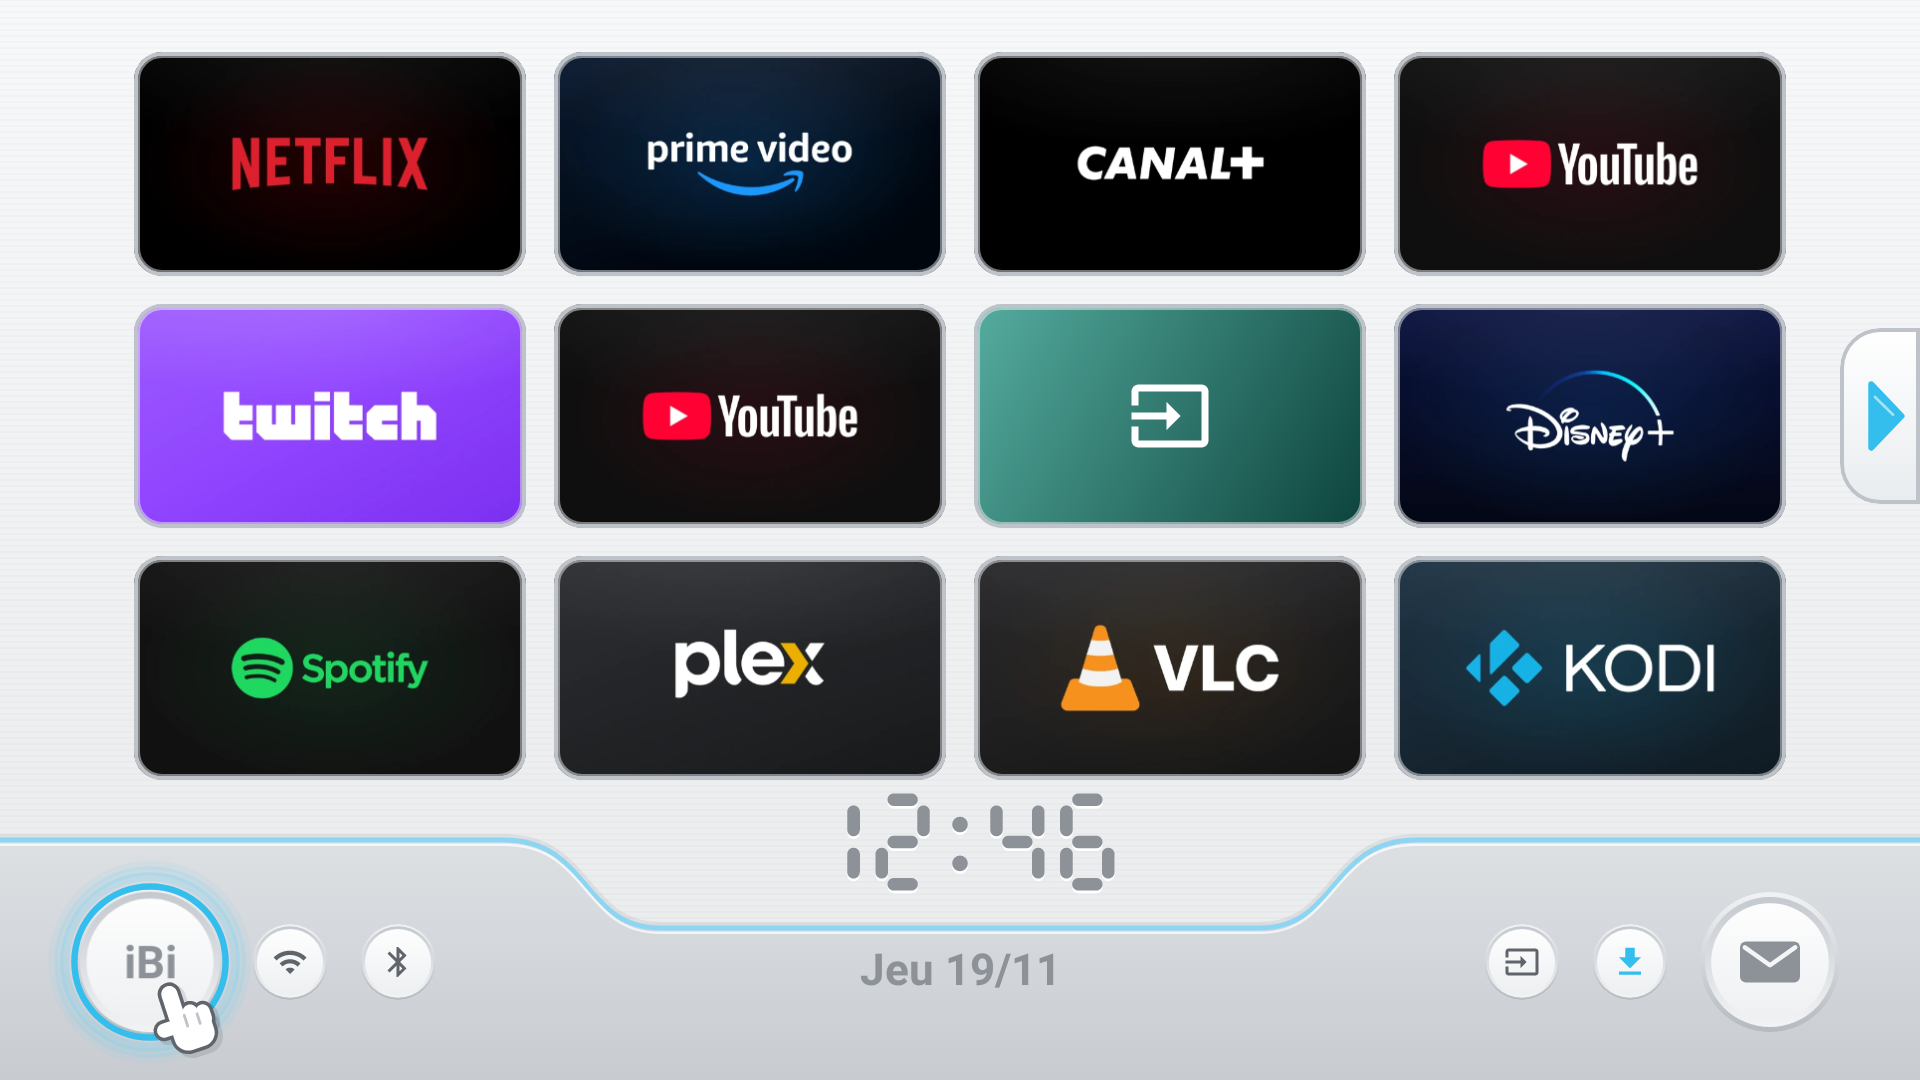 NETFLIX
prime video
CANAL+
YouTube
twitch
YouTube
DISNEY+
Spotify
plex
VLC
KODI
12:46
iBi
Jeu 19/11